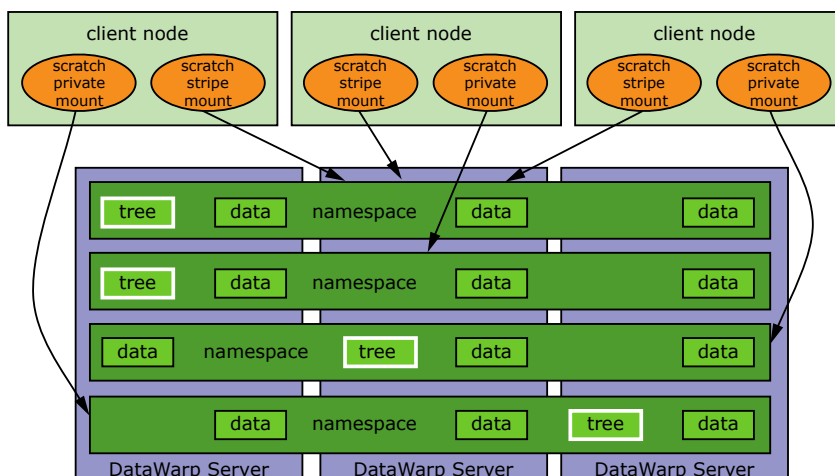 client node
client node
client node
scratch
private
mount
scratch
stripe
mount
scratch
stripe
mount
scratch
private
mount
scratch
stripe
mount
scratch
private
mount
tree data namespace data data
tree data namespace data data
data namespace tree data data
data namespace data tree data
DataWarp Server DataWarp Server DataWarp Server